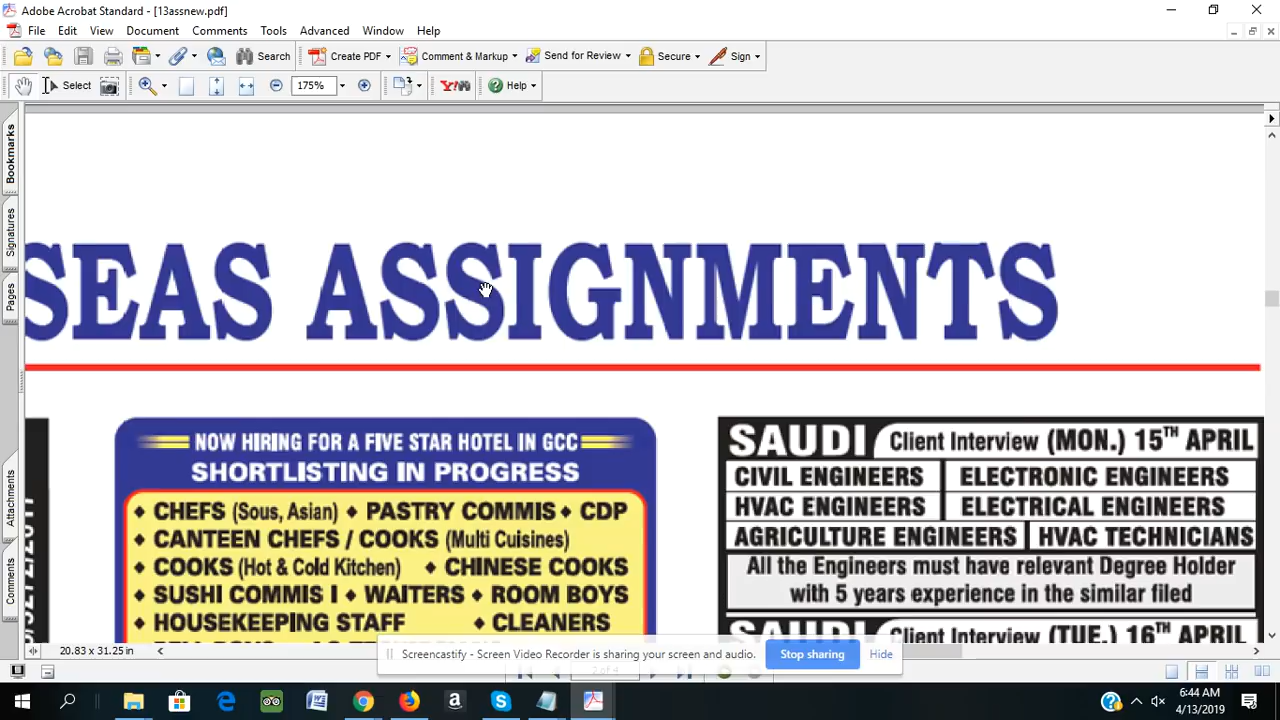 Adobe Acrobat Standard - [13assnew.pdf]
File Edit View Document Comments Tools Advanced Window Help
Search Create PDF Comment & Markup Send for Review Secure Sign
Select 175% Y! Help
Bookmarks
Signatures
Pages
Attachments
Comments
SEAS ASSIGNMENTS
NOW HIRING FOR A FIVE STAR HOTEL IN GCC
SHORTLISTING IN PROGRESS
♦ CHEFS (Sous, Asian) ♦ PASTRY COMMIS ♦ CDP
♦ CANTEEN CHEFS / COOKS (Multi Cuisines)
♦ COOKS (Hot & Cold Kitchen) ♦ CHINESE COOKS
♦ SUSHI COMMIS I ♦ WAITERS ♦ ROOM BOYS
♦ HOUSEKEEPING STAFF ♦ CLEANERS
SAUDI Client Interview (MON.) 15TH APRIL
CIVIL ENGINEERS ELECTRONIC ENGINEERS
HVAC ENGINEERS ELECTRICAL ENGINEERS
AGRICULTURE ENGINEERS HVAC TECHNICIANS
All the Engineers must have relevant Degree Holder
with 5 years experience in the similar filed
SAUDI Client Interview (TUE.) 16TH APRIL
20.83 x 31.25 in
Screencastify - Screen Video Recorder is sharing your screen and audio. Stop sharing Hide
2 of 4
6:44 AM
4/13/2019